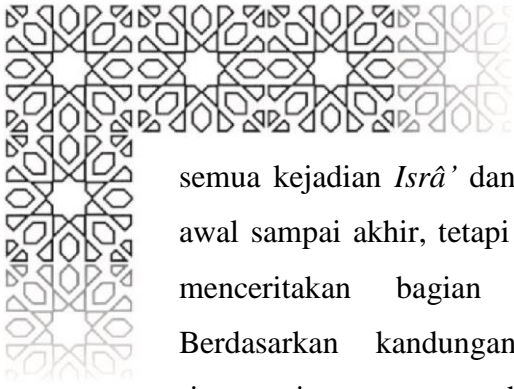 semua kejadian Isrâ’ dan
awal sampai akhir, tetapi
menceritakan bagian
Berdasarkan kandungan